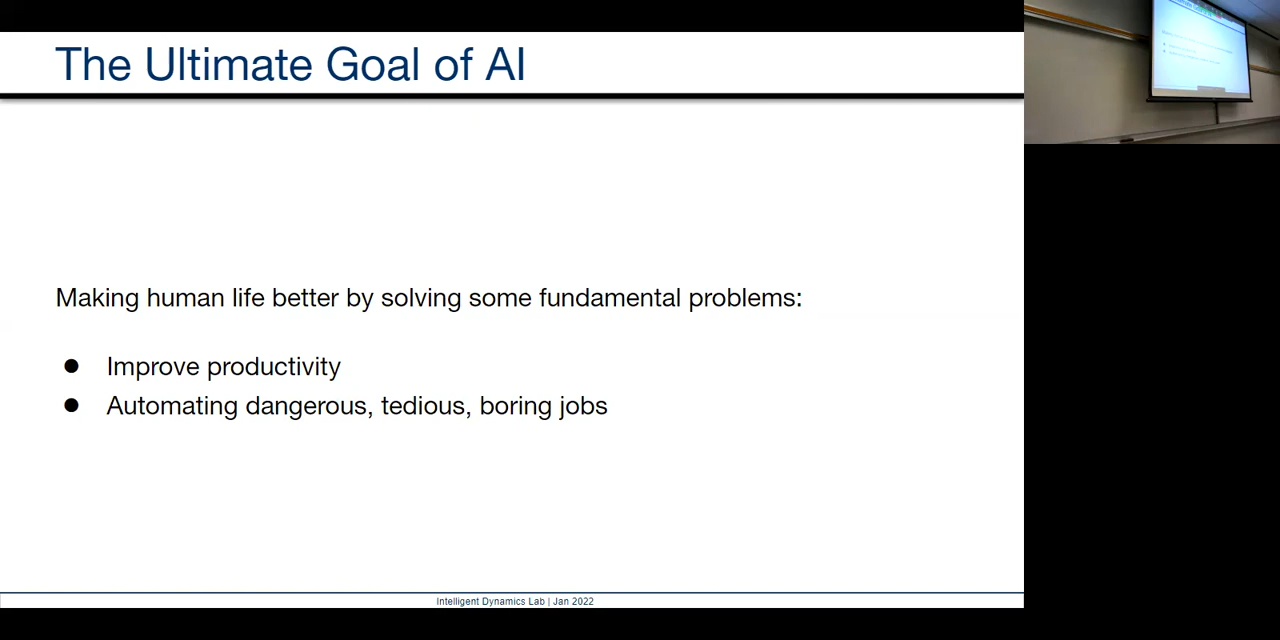 The Ultimate Goal of AI
Making human life better by solving some fundamental problems:
● Improve productivity
● Automating dangerous, tedious, boring jobs
Intelligent Dynamics Lab | Jan 2022